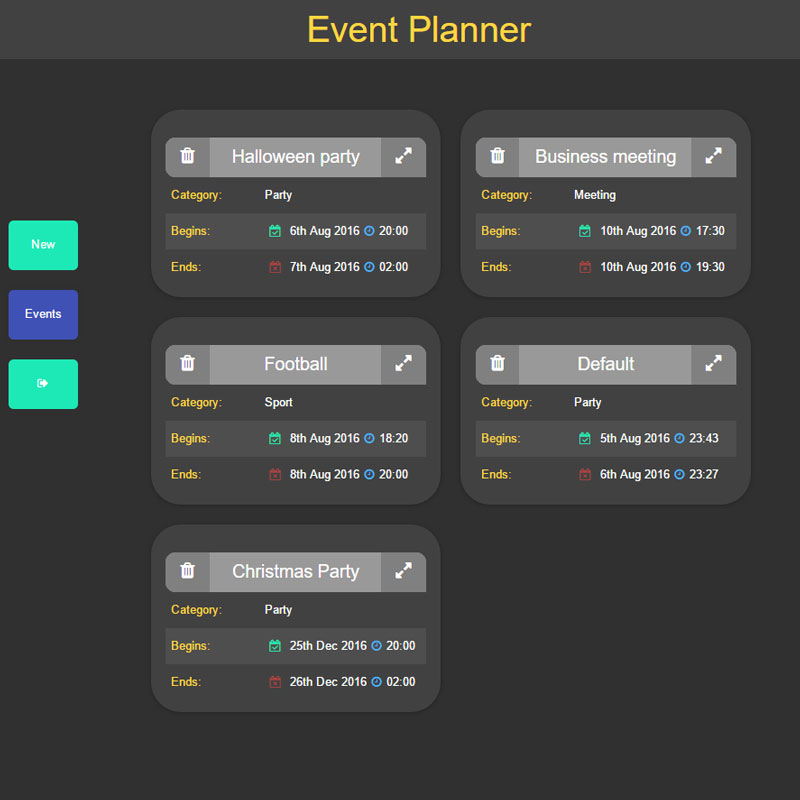 Event Planner
Halloween party
Category: Party
Begins: 6th Aug 2016 20:00
Ends: 7th Aug 2016 02:00
Business meeting
Category: Meeting
Begins: 10th Aug 2016 17:30
Ends: 10th Aug 2016 19:30
New
Events
Football
Category: Sport
Begins: 8th Aug 2016 18:20
Ends: 8th Aug 2016 20:00
Default
Category: Party
Begins: 5th Aug 2016 23:43
Ends: 6th Aug 2016 23:27
Christmas Party
Category: Party
Begins: 25th Dec 2016 20:00
Ends: 26th Dec 2016 02:00